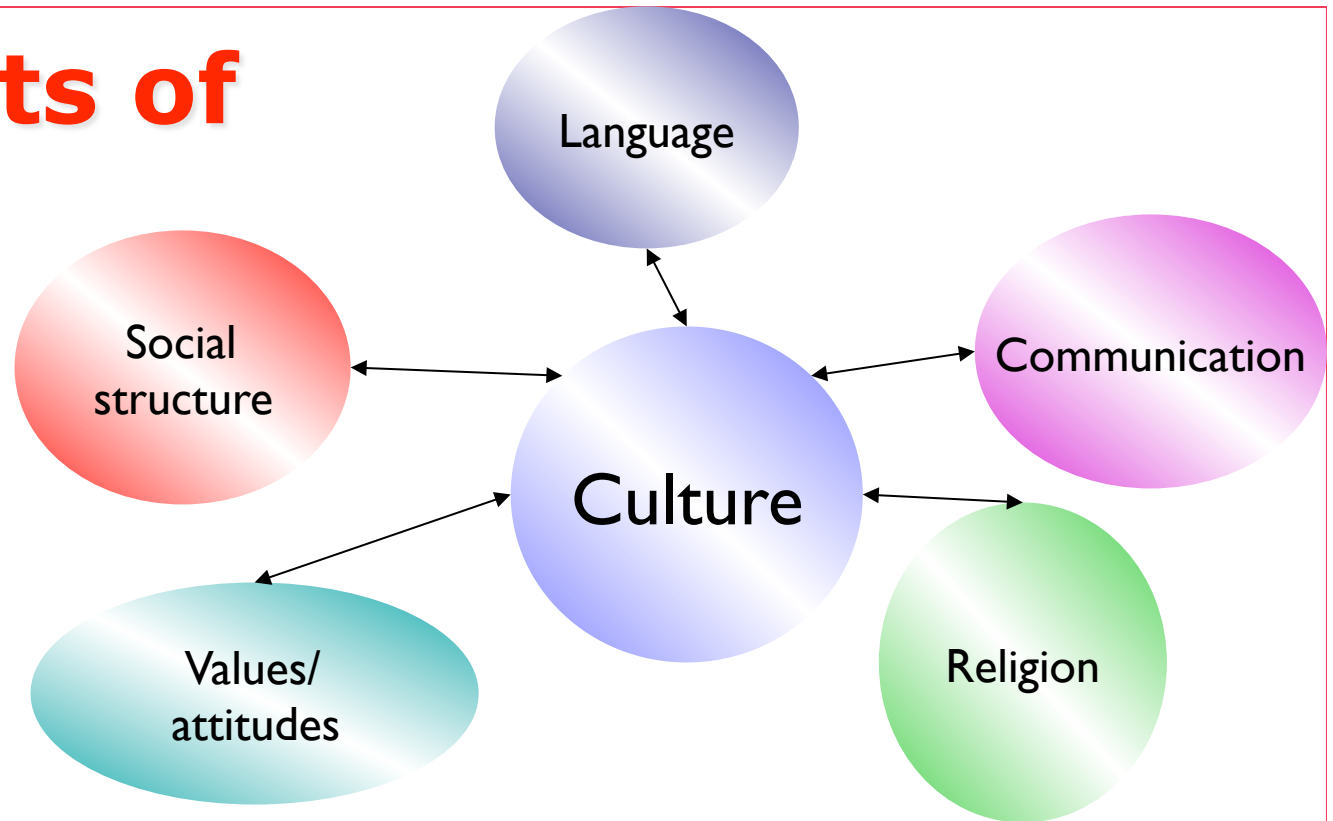 ts of
Language
Social
structure
Communication
Culture
Values/
attitudes
Religion